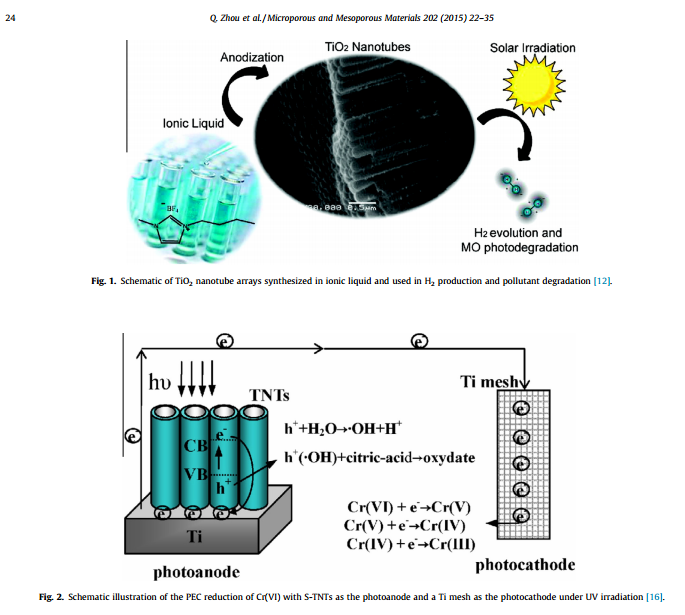 24
Q. Zhou et al. / Microporous and Mesoporous Materials 202 (2015) 22–35
TiO2 Nanotubes
Solar Irradiation
Anodization
Ionic Liquid
BF4
0.5µm
H2 evolution and
MO photodegradation
Fig. 1. Schematic of TiO2 nanotube arrays synthesized in ionic liquid and used in H2 production and pollutant degradation [12].
e-
e-
hυ
TNTs
Ti mesh
e-
CB
e-
VB
h+
h++H2O→·OH+H+
h+(·OH)+citric-acid→oxydate
e-
e-
e-
e-
e-
Cr(VI) + e-→Cr(V)
Cr(V) + e-→Cr(IV)
Cr(IV) + e-→Cr(III)
e-
e-
e-
Ti
photoanode
photocathode
Fig. 2. Schematic illustration of the PEC reduction of Cr(VI) with S-TNTs as the photoanode and a Ti mesh as the photocathode under UV irradiation [16].